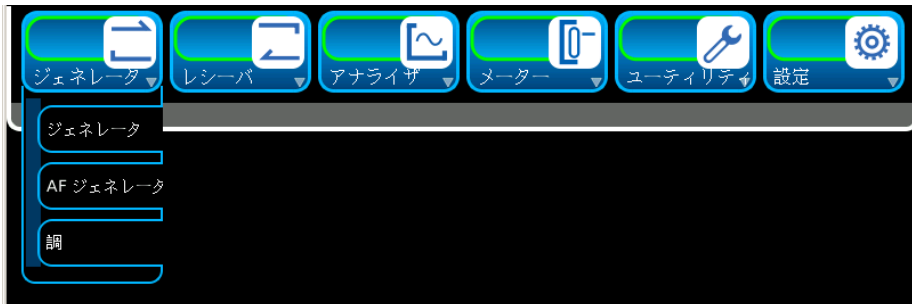 ジェネレータ
レシーバ
アナライザ
メーター
ユーティリティ
設定
ジェネレータ
AF ジェネレータ
調